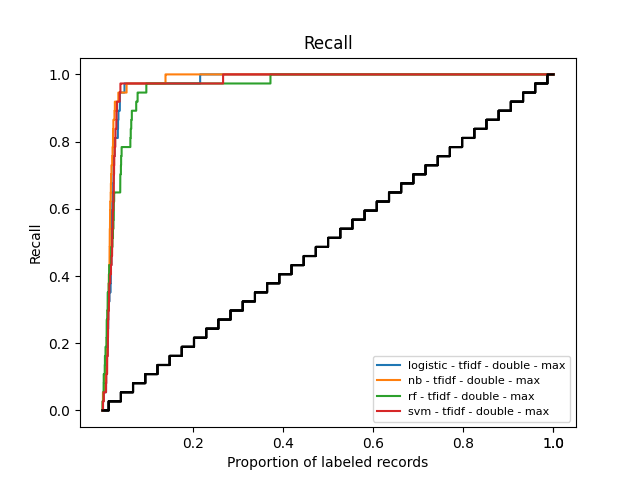 Recall
1.0
0.8
0.6
0.4
0.2
0.0
Recall
logistic - tfidf - double - max
nb - tfidf - double - max
rf - tfidf - double - max
svm - tfidf - double - max
0.2 0.4 0.6 0.8 1.0
Proportion of labeled records